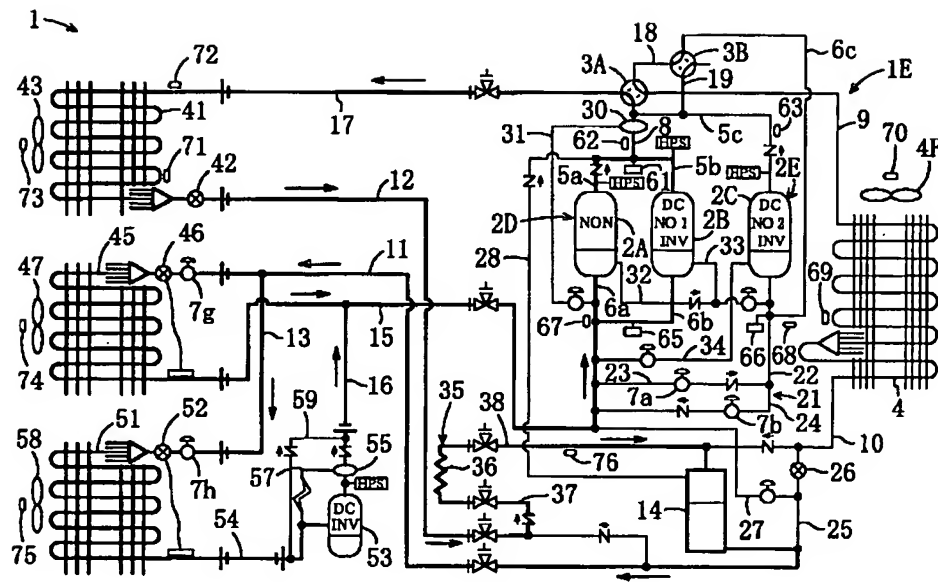 1
72
18
3B
6c
3A
19
1E
43
41
17
30
8
63
9
70
4F
31
62
HPS
5c
71
42
12
5a
HPS
61
5b
HPS
2C
2E
73
2D
NON
2A
DC
NO 1
INV
2B
DC
NO 2
INV
45
46
11
28
32
33
69
47
7g
6a
6b
13
15
67
65
66
68
34
74
16
23
7a
22
21
24
4
51
52
59
35
38
7b
10
58
57
55
36
76
26
7h
HPS
37
14
27
54
DC
INV
53
25
75